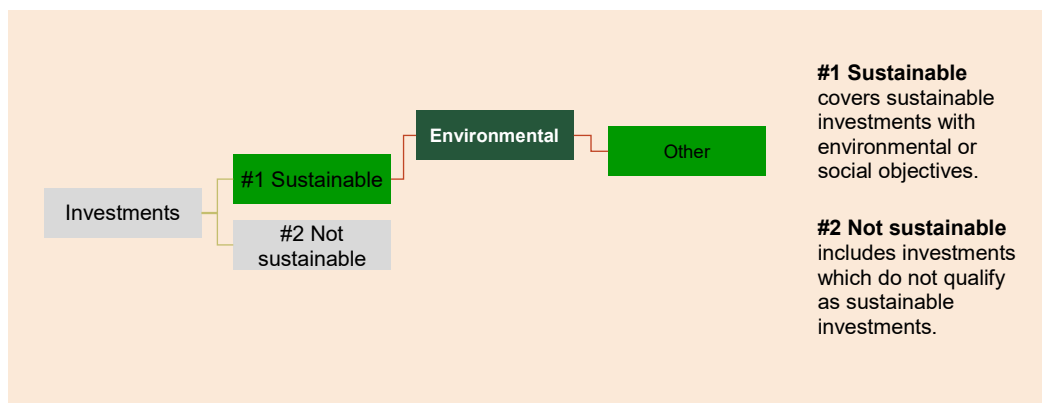 Investments
#1 Sustainable
#2 Not
sustainable
Environmental
Other
#1 Sustainable
covers sustainable
investments with
environmental or
social objectives.
#2 Not sustainable
includes investments
which do not qualify
as sustainable
investments.